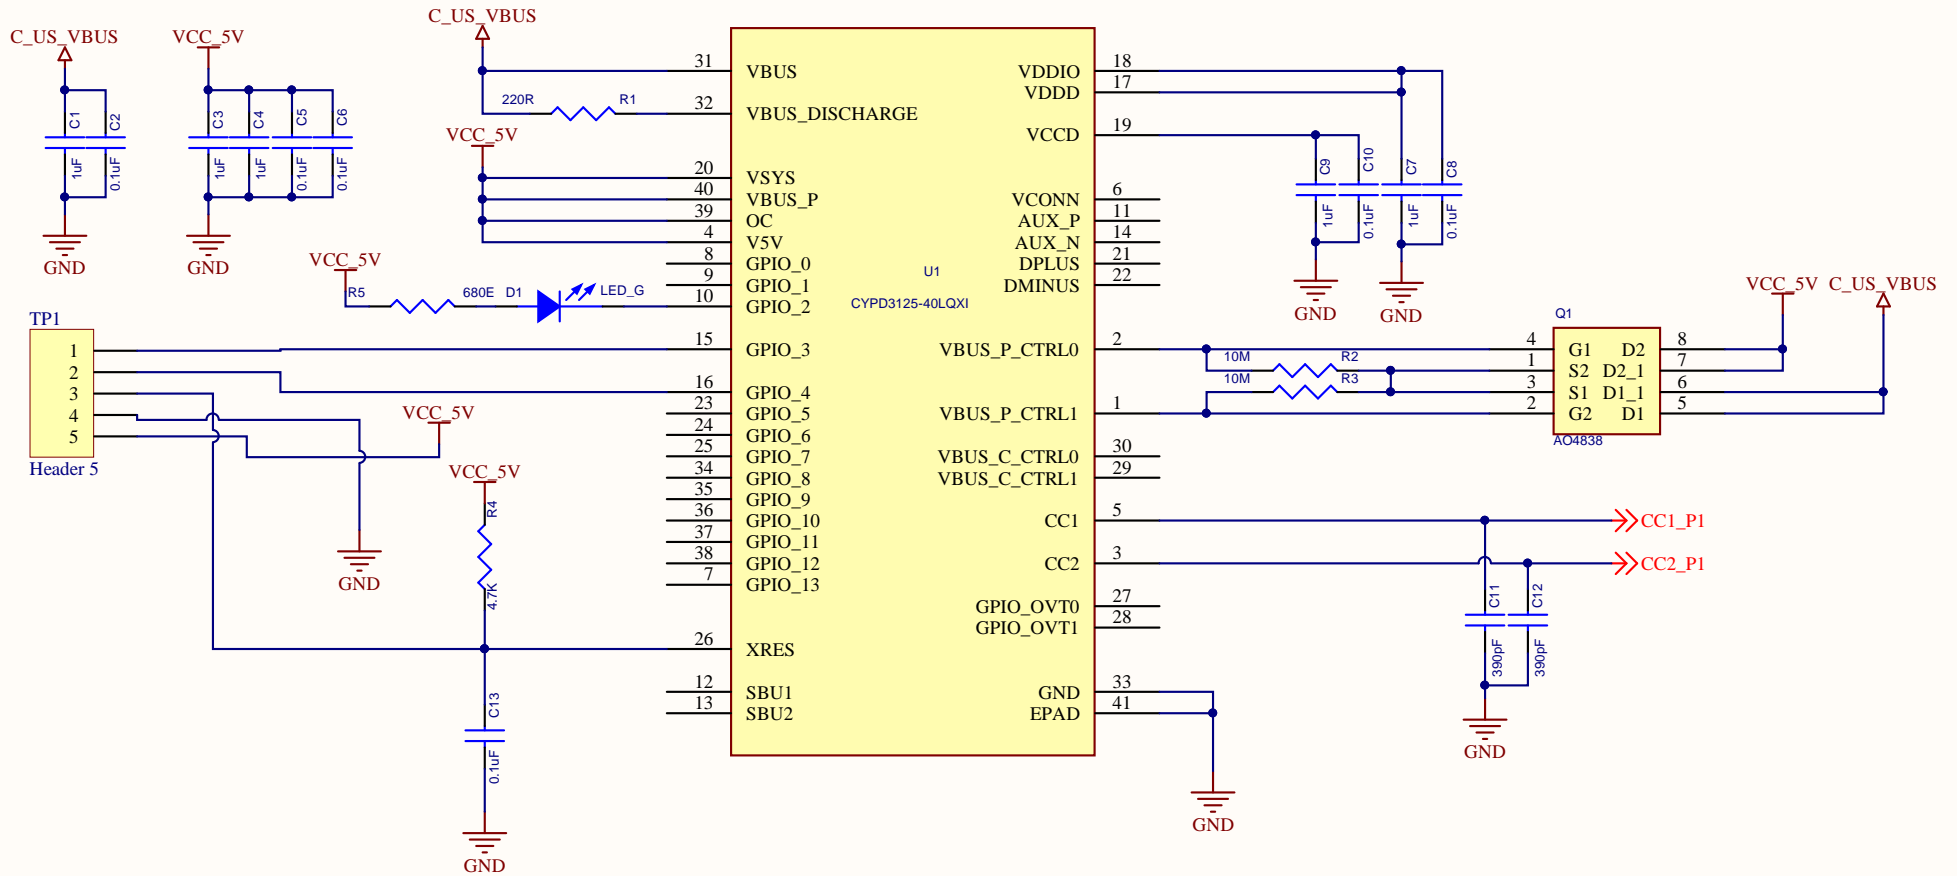 C_US_VBUS
C1
1uF
C2
0.1uF
GND
VCC_5V
C3
1uF
C4
1uF
C5
0.1uF
C6
0.1uF
GND
C_US_VBUS
220R R1
VCC_5V
VCC_5V
R5 680E D1 LED_G
TP1
1
2
3
4
5
Header 5
VCC_5V
GND
VCC_5V
R4
4.7K
C13
0.1uF
GND
31 VBUS
32 VBUS_DISCHARGE
20 VSYS
40 VBUS_P
39 OC
4 V5V
8 GPIO_0
9 GPIO_1
10 GPIO_2
15 GPIO_3
16 GPIO_4
23 GPIO_5
24 GPIO_6
25 GPIO_7
34 GPIO_8
35 GPIO_9
36 GPIO_10
37 GPIO_11
38 GPIO_12
7 GPIO_13
26 XRES
12 SBU1
13 SBU2
U1
CYPD3125-40LQXI
VDDIO 18
VDDD 17
VCCD 19
VCONN 6
AUX_P 11
AUX_N 14
DPLUS 21
DMINUS 22
VBUS_P_CTRL0 2
VBUS_P_CTRL1 1
VBUS_C_CTRL0 30
VBUS_C_CTRL1 29
CC1 5
CC2 3
GPIO_OVT0 27
GPIO_OVT1 28
GND 33
EPAD 41
GND
C9
1uF
C10
0.1uF
GND
C7
1uF
C8
0.1uF
GND
10M R2
10M R3
Q1
4 G1 D2 8
1 S2 D2_1 7
3 S1 D1_1 6
2 G2 D1 5
AO4838
VCC_5V C_US_VBUS
CC1_P1
CC2_P1
C11
390pF
C12
390pF
GND